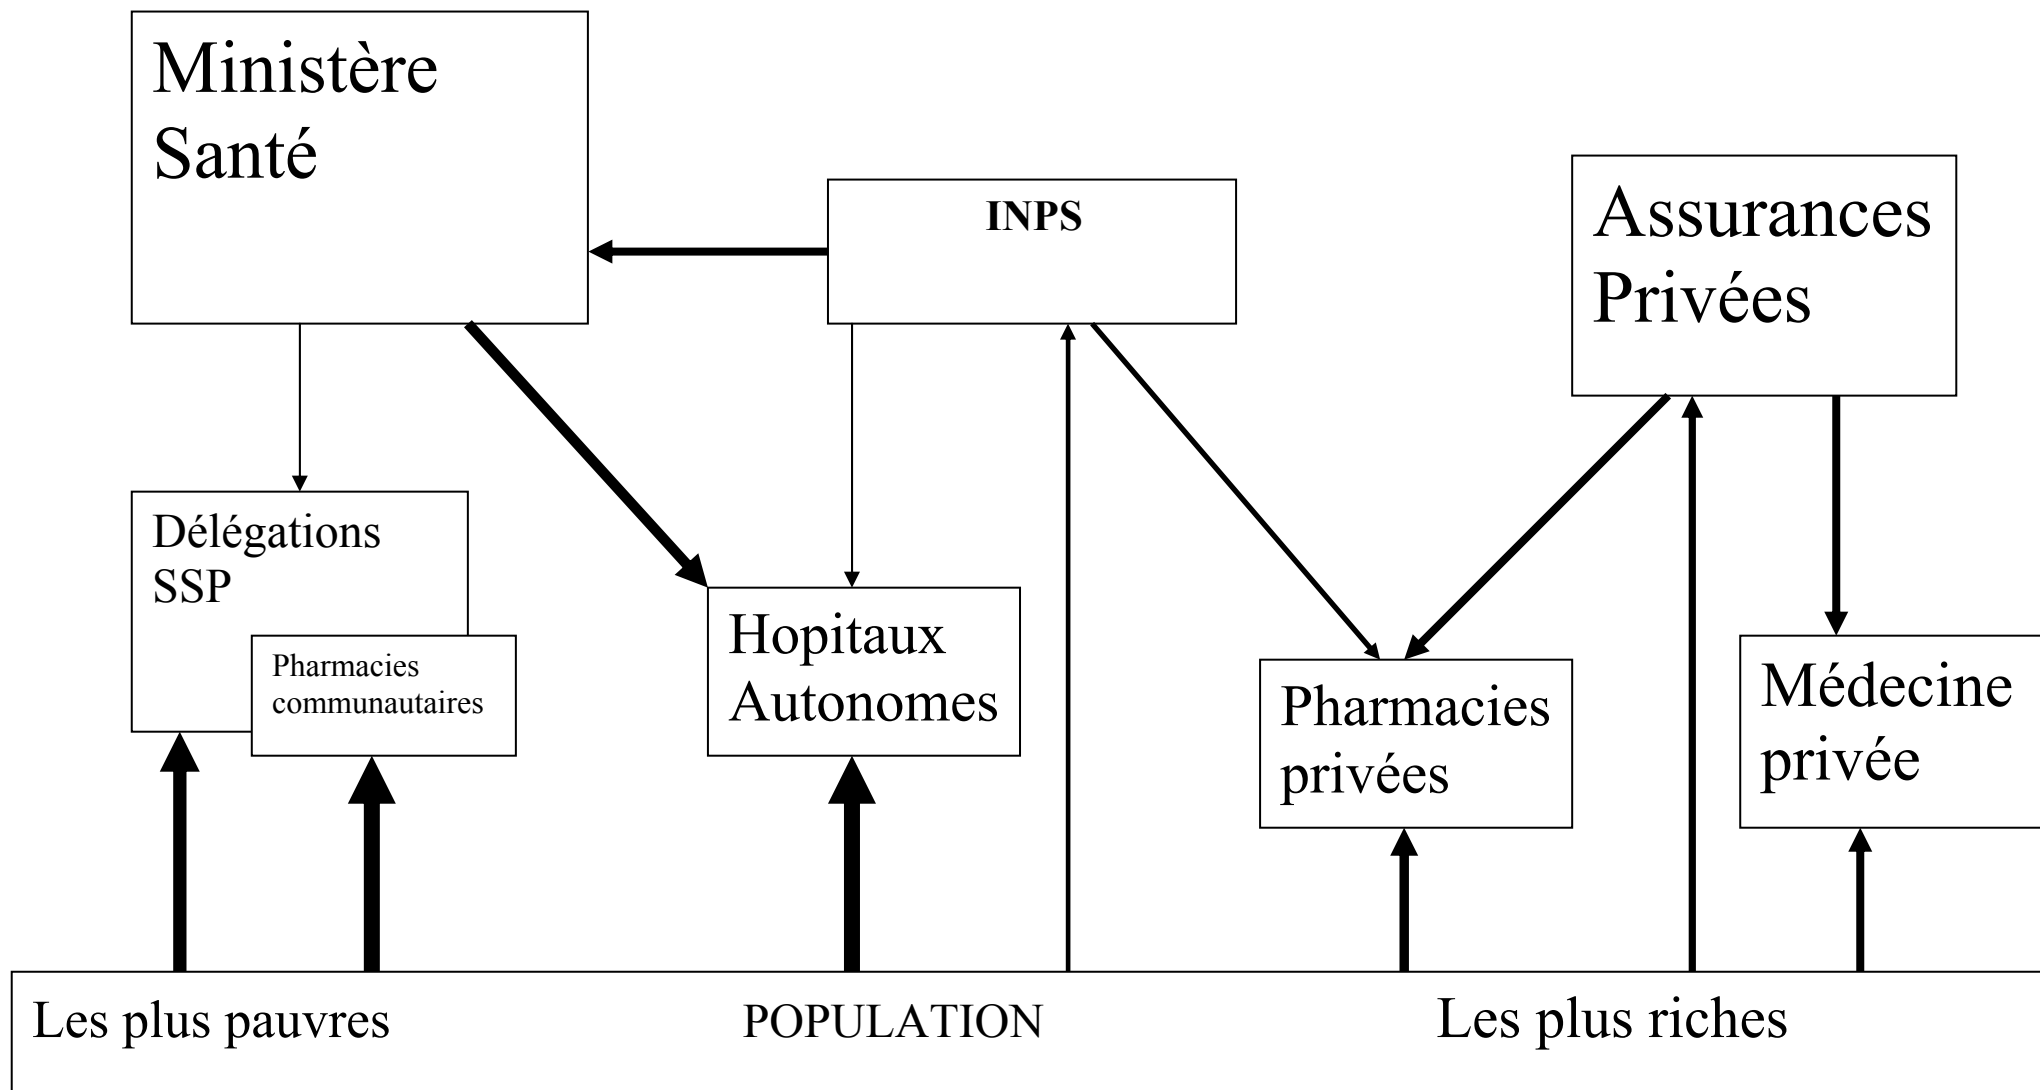 Ministère
Santé
INPS
Assurances
Privées
Délégations
SSP
Pharmacies
communautaires
Hopitaux
Autonomes
Pharmacies
privées
Médecine
privée
Les plus pauvres
POPULATION
Les plus riches